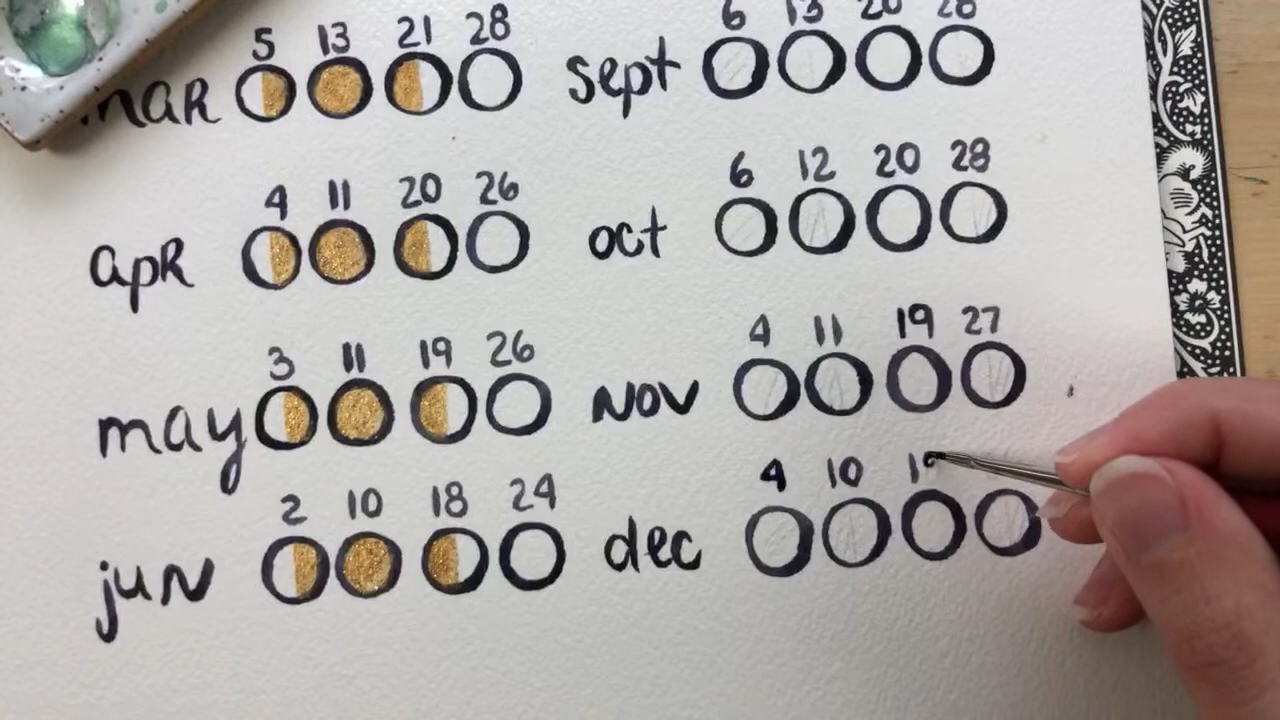 5 13 21 28
maR
6 13 20 28
sept
4 11 20 26
apR
6 12 20 28
oct
3 11 19 26
may
4 11 19 27
NOV
2 10 18 24
juN
4 10
dec